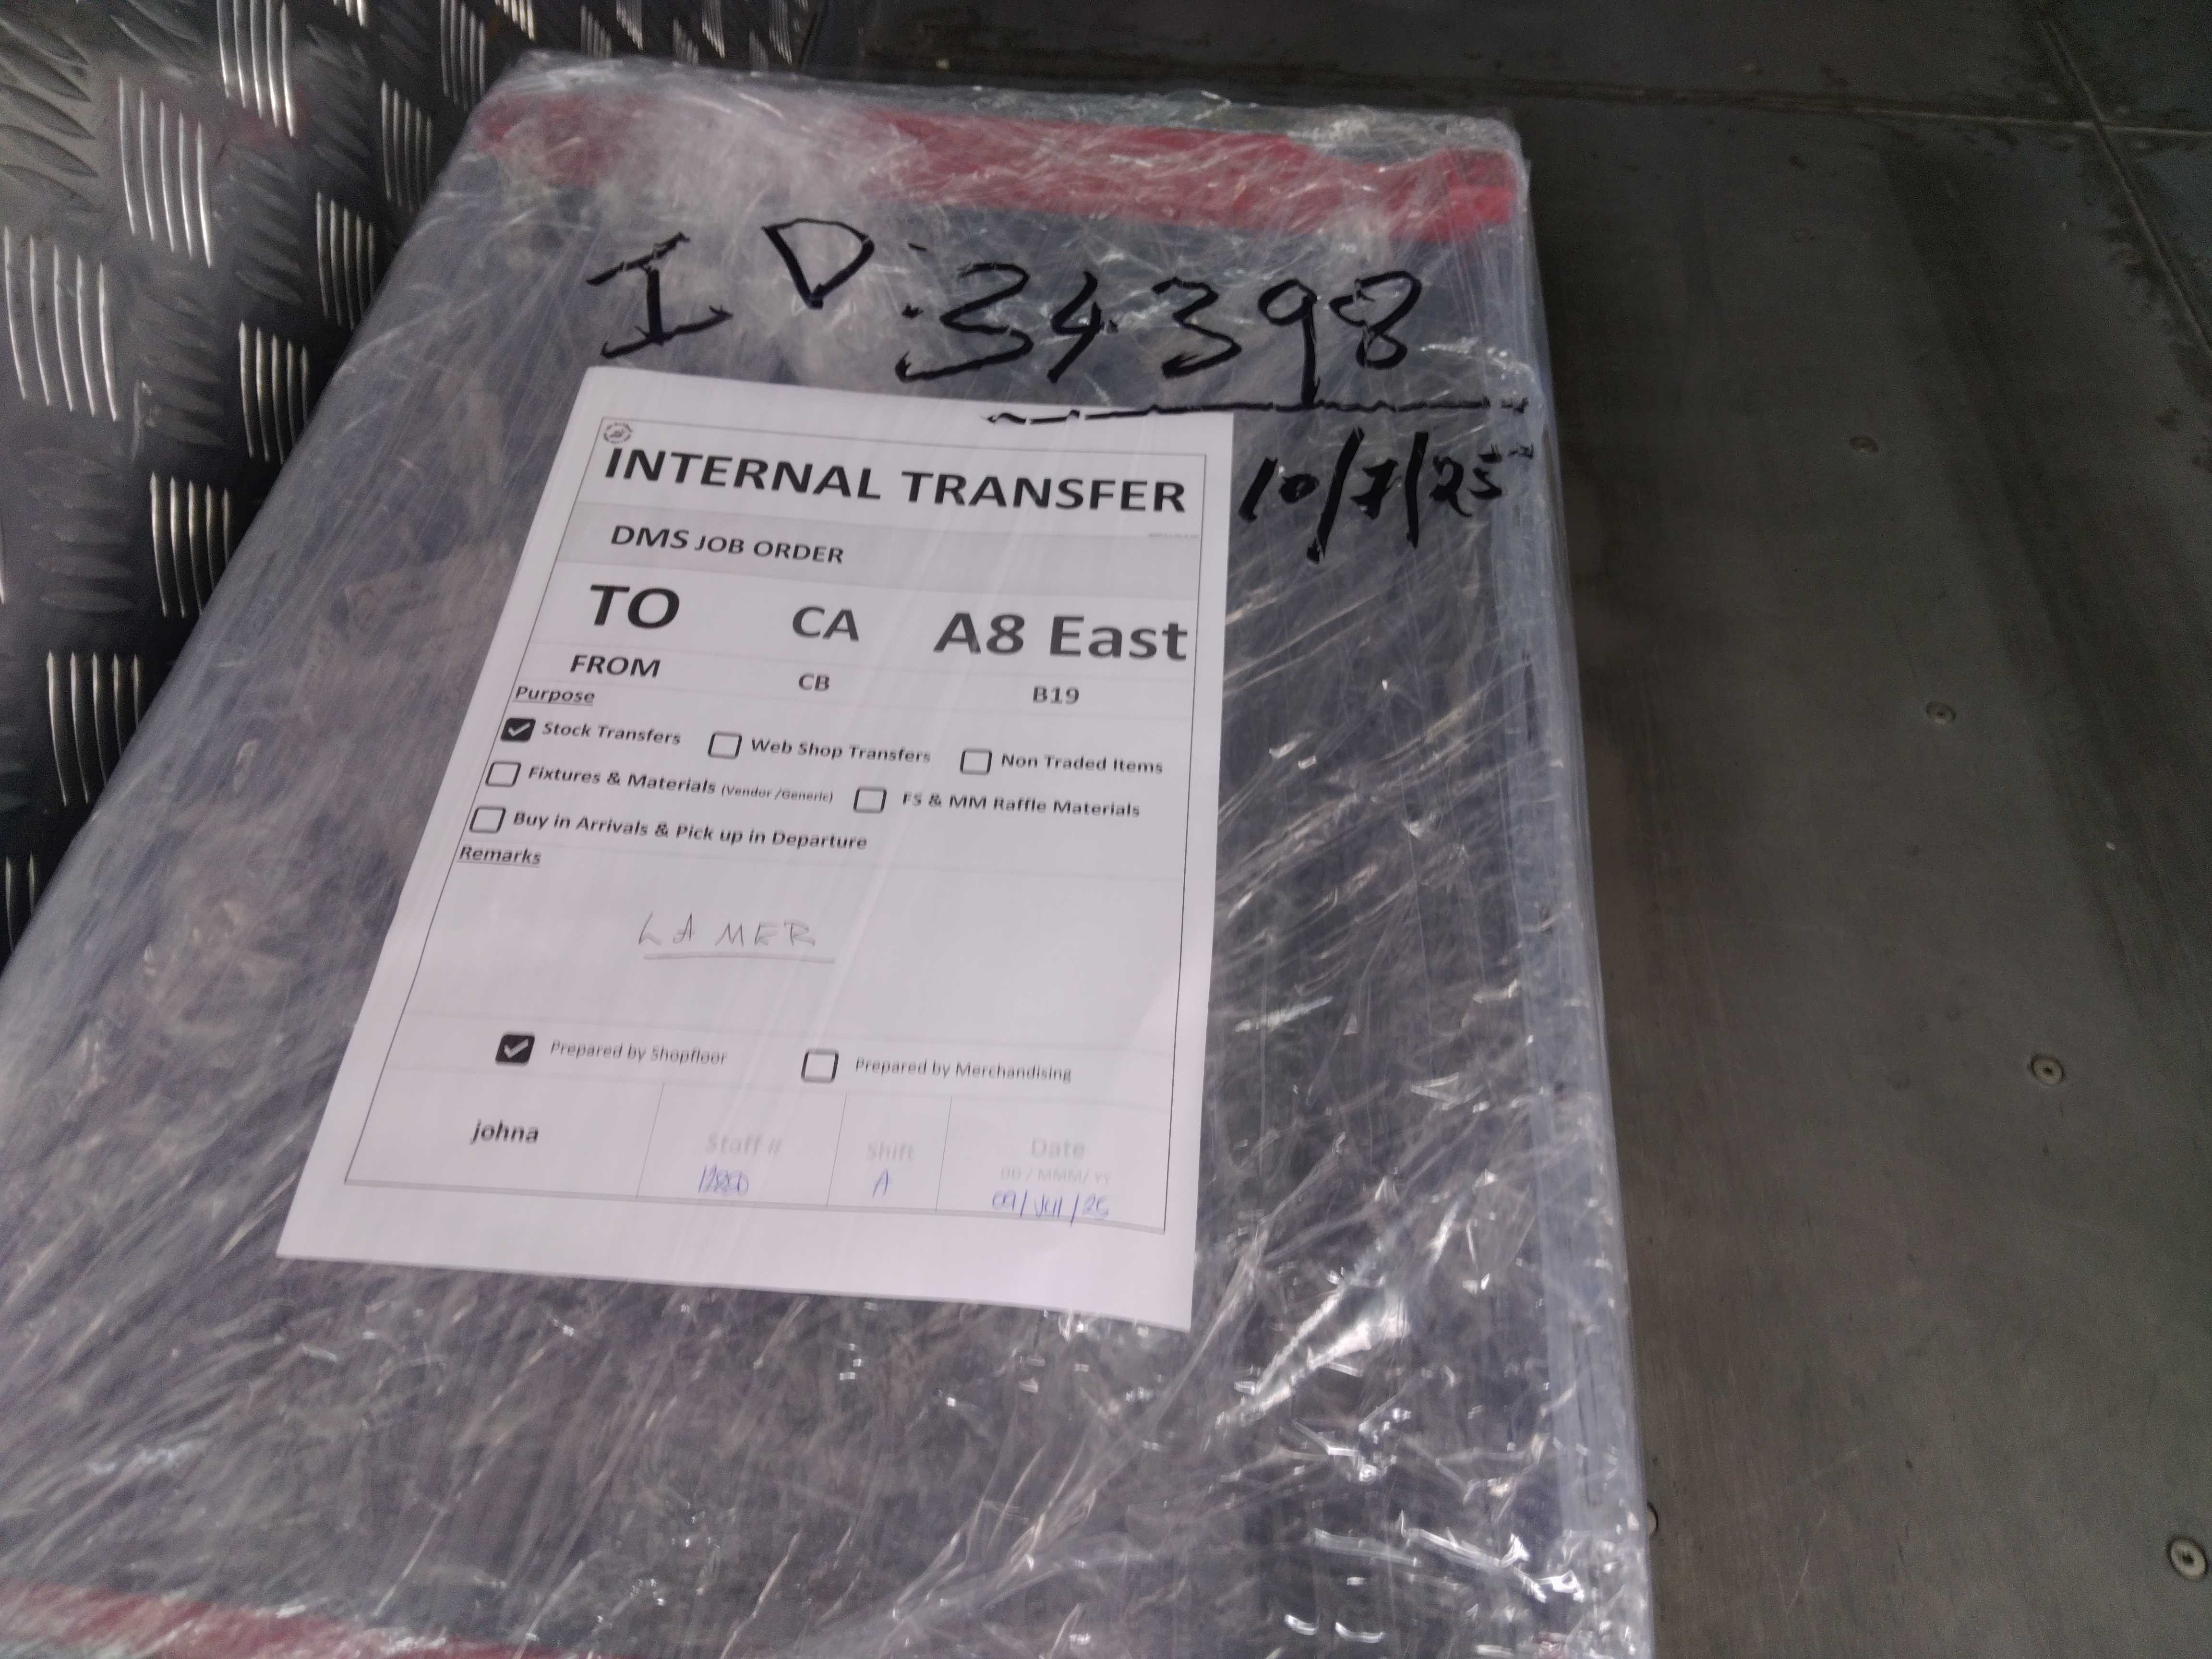 ID:34398
10/7/25
INTERNAL TRANSFER
DMS JOB ORDER
TO CA A8 East
FROM CB B19
Purpose
Stock Transfers Web Shop Transfers Non Traded Items
Fixtures & Materials (Vendor /Generic) FS & MM Raffle Materials
Buy in Arrivals & Pick up in Departure
Remarks
LA MER
Prepared by Shopfloor Prepared by Merchandising
johna Staff # Shift Date
DD / MMM/ YY
A 09/Jul/25